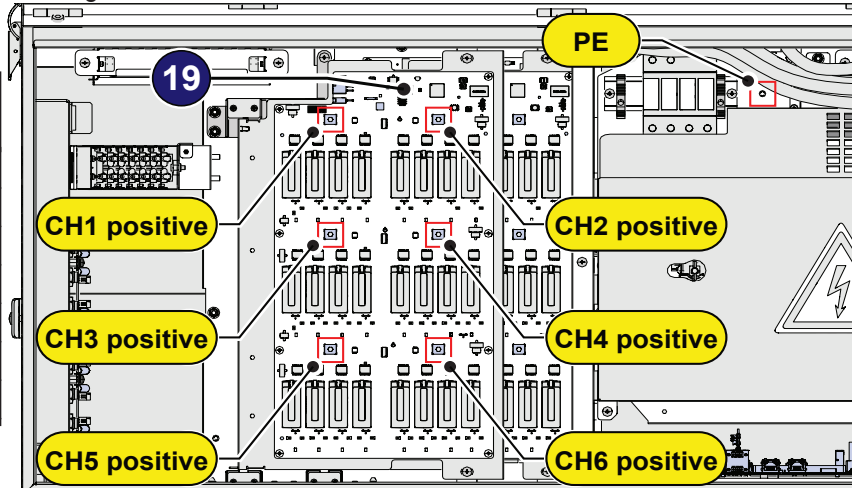 PE
19
CH1 positive
CH2 positive
CH3 positive
CH4 positive
CH5 positive
CH6 positive